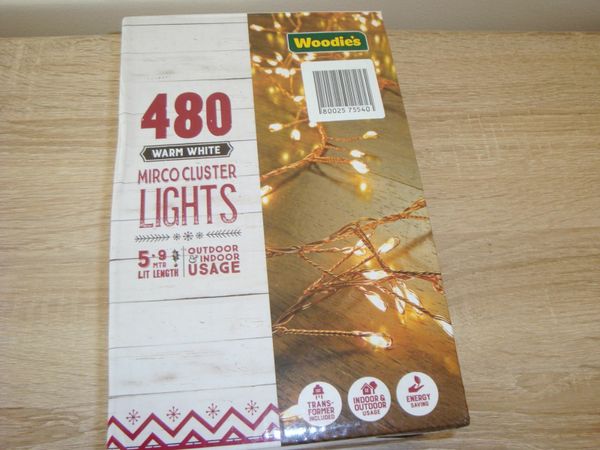 Woodie's
80025 75540
480
WARM WHITE
MIRCO CLUSTER
LIGHTS
5.9 MTR
LIT LENGTH
OUTDOOR
& INDOOR
USAGE
TRANS-
FORMER
INCLUDED
INDOOR &
OUTDOOR
USAGE
ENERGY
SAVING